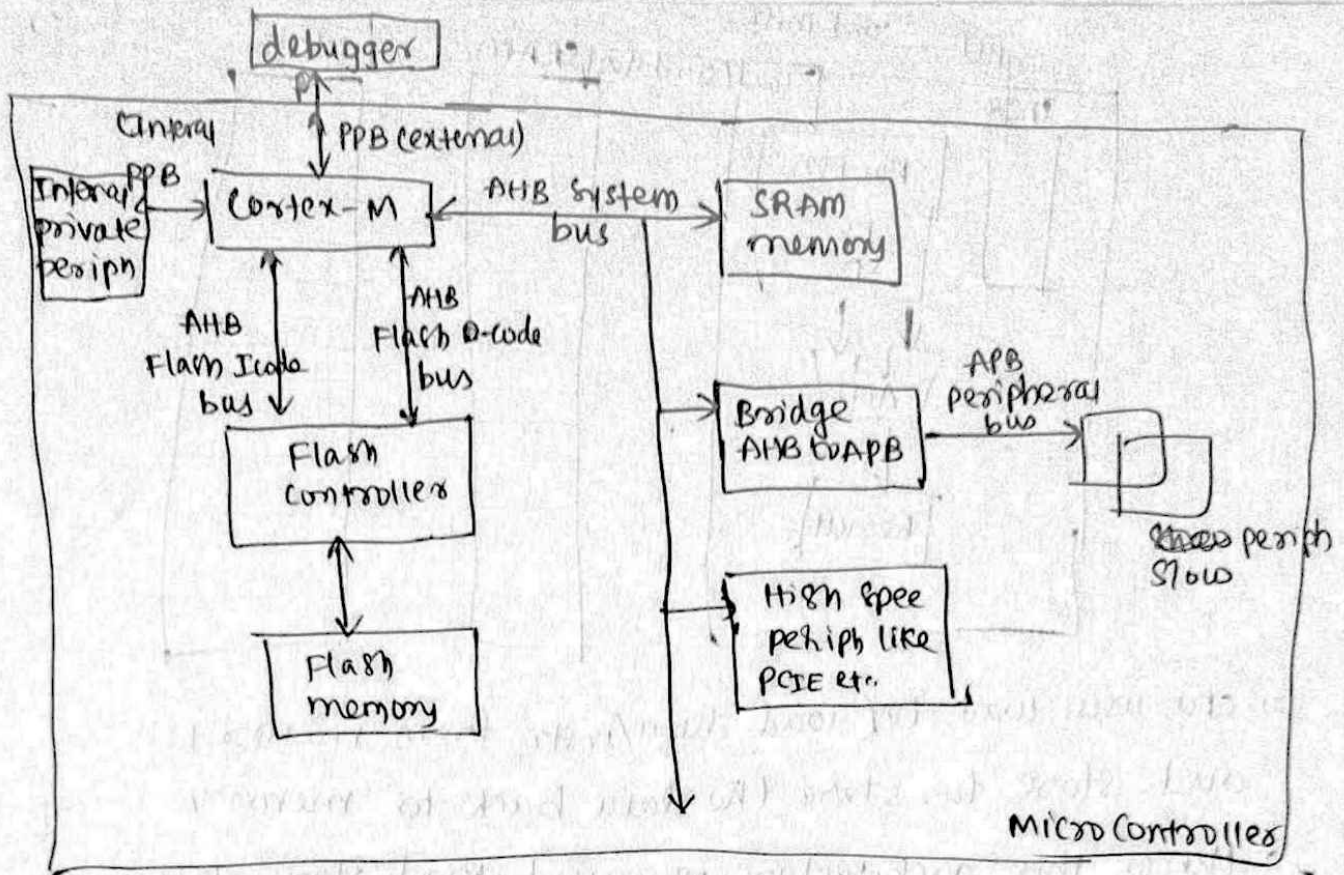 debugger
PPB (external)
(Interal
PPB
Interal
private
periph
Cortex-M
AHB System
bus
SRAM
memory
AHB
Flash Icode
bus
AHB
Flash D-code
bus
APB
peripheral
bus
Bridge
AHB to APB
Flash
controller
periph
slow
High spee
periph like
PCIE etc.
Flash
memory
Micro Controller